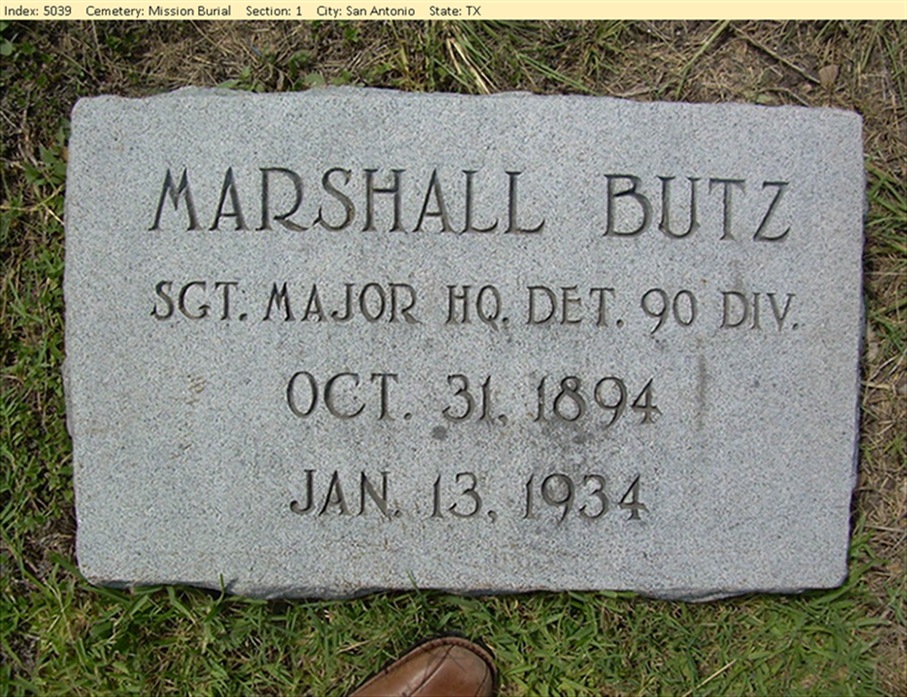 Index: 5039 Cemetery: Mission Burial Section: 1 City: San Antonio State: TX
MARSHALL BUTZ
SGT. MAJOR HQ. DET. 90 DIV.
OCT. 31, 1894
JAN. 13, 1934